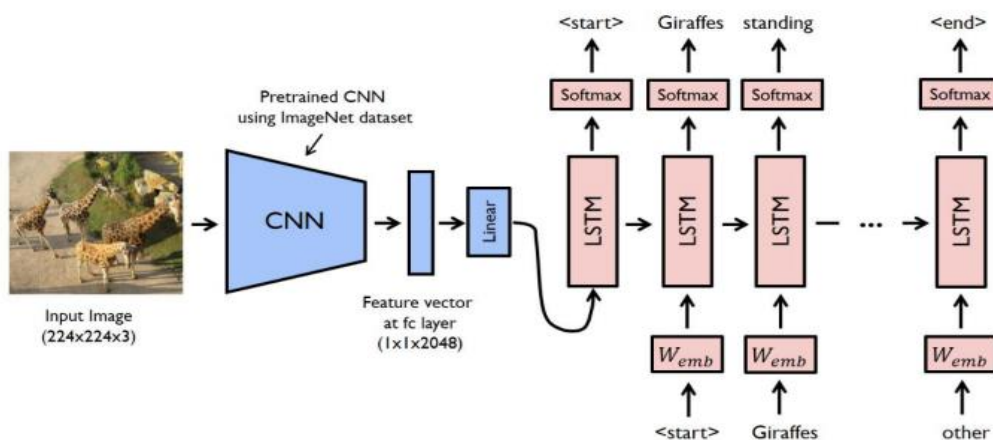 <start> Giraffes standing <end>
Softmax Softmax Softmax Softmax
Pretrained CNN
using ImageNet dataset
CNN
Linear
LSTM LSTM LSTM ... LSTM
Input Image
(224x224x3)
Feature vector
at fc layer
(1x1x2048)
W_emb W_emb W_emb
<start> Giraffes other